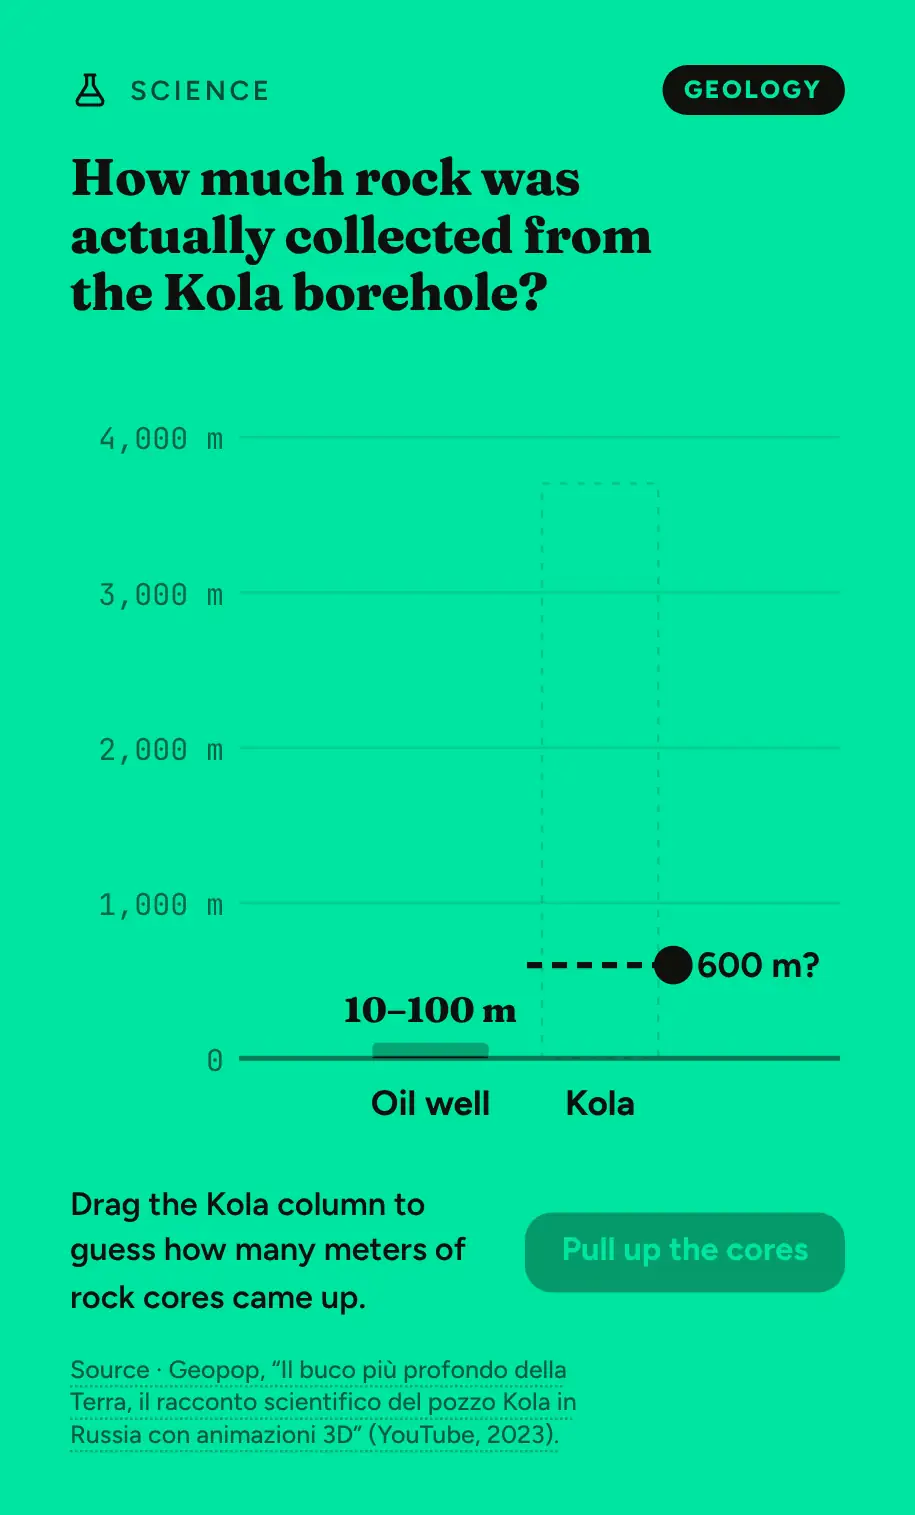 SCIENCE
GEOLOGY
How much rock was
actually collected from
the Kola borehole?
4,000 m
3,000 m
2,000 m
1,000 m
600 m?
10–100 m
0
Oil well
Kola
Drag the Kola column to
guess how many meters of
rock cores came up.
Pull up the cores
Source · Geopop, “Il buco più profondo della
Terra, il racconto scientifico del pozzo Kola in
Russia con animazioni 3D” (YouTube, 2023).